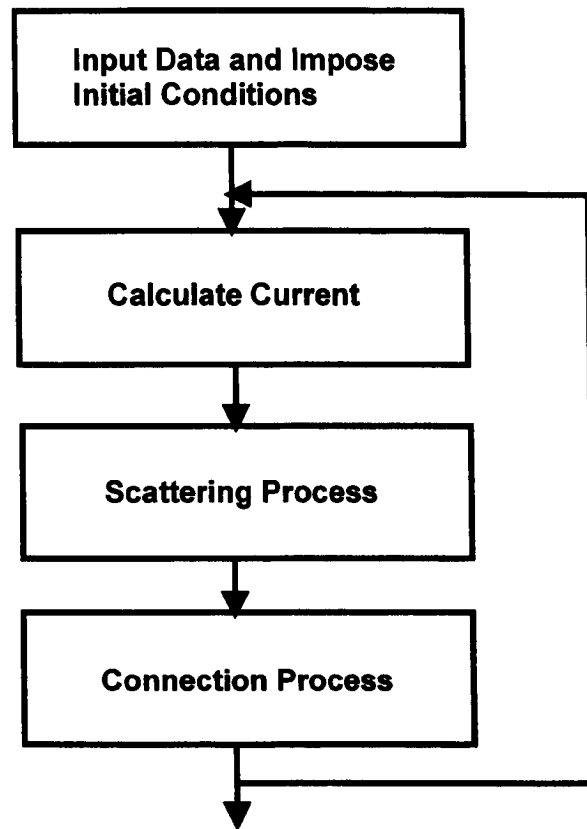 Input Data and Impose
Initial Conditions
Calculate Current
Scattering Process
Connection Process